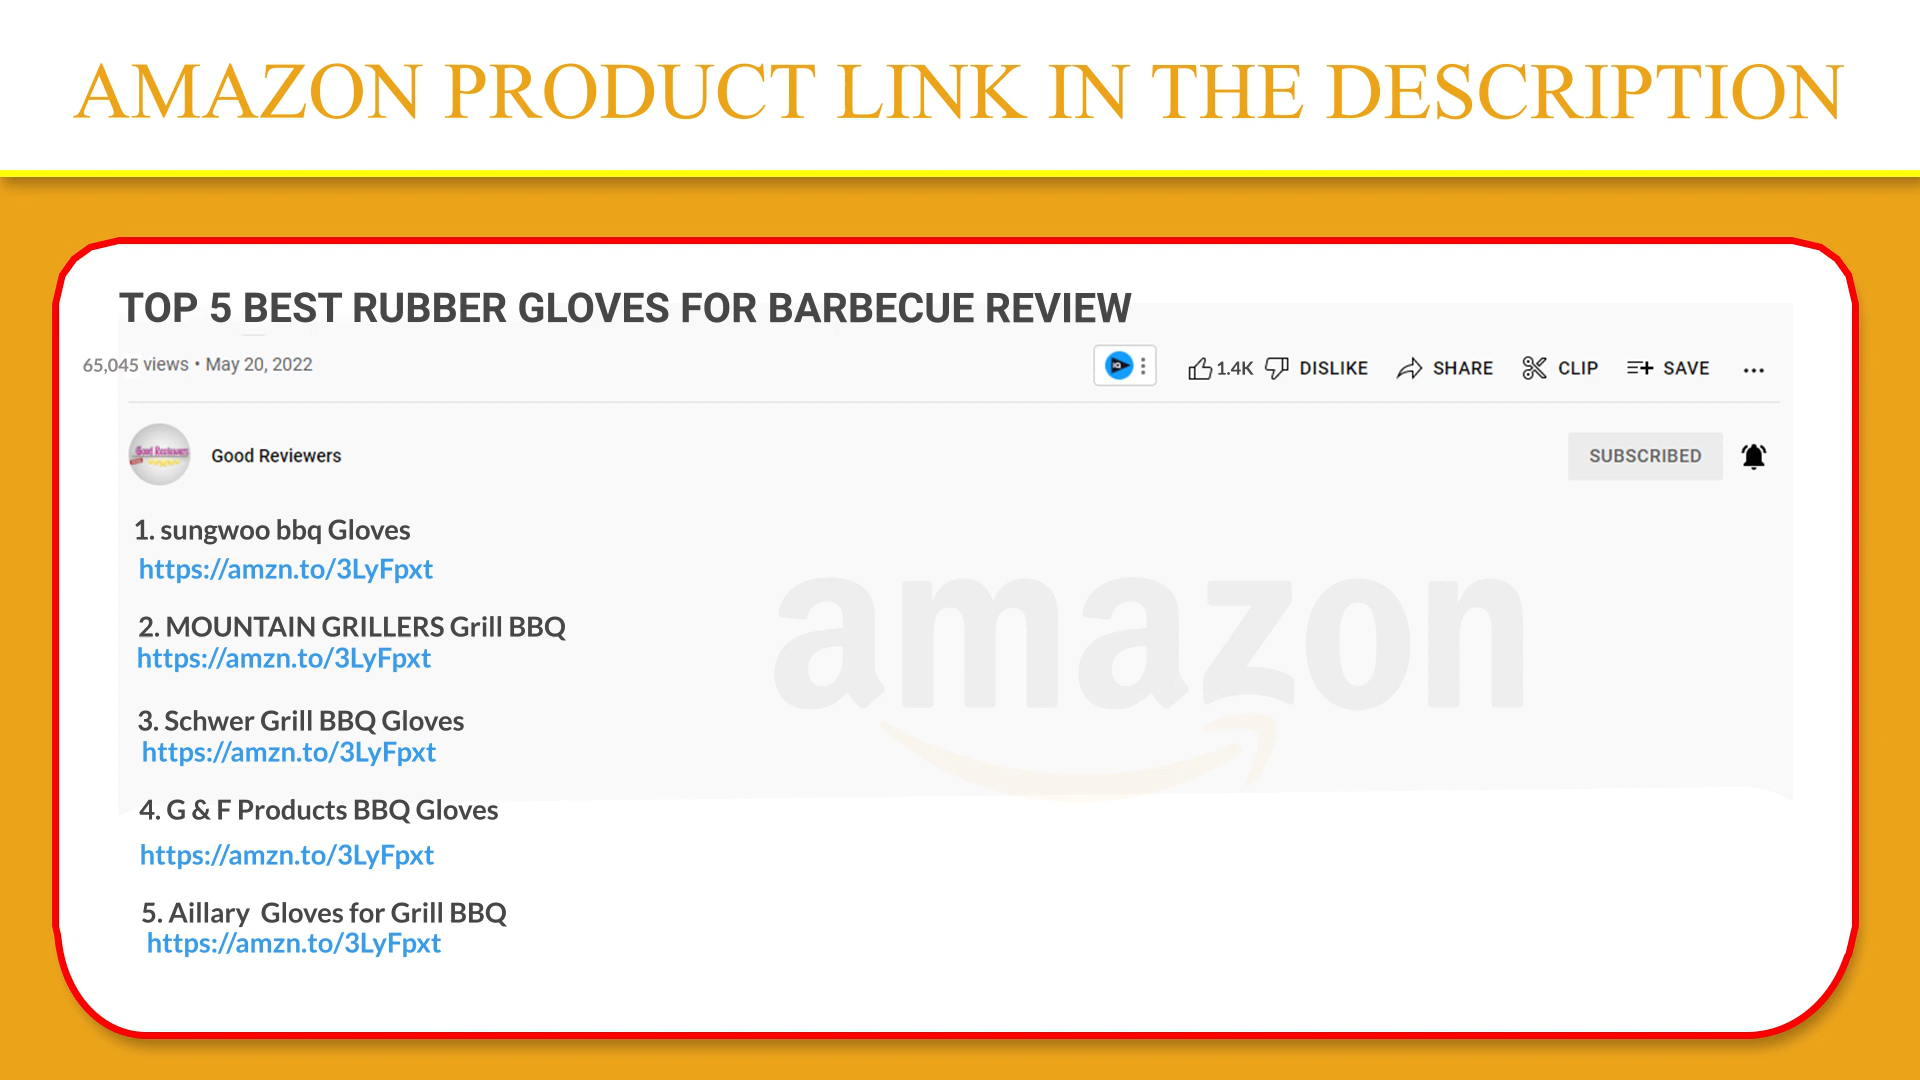 AMAZON PRODUCT LINK IN THE DESCRIPTION
TOP 5 BEST RUBBER GLOVES FOR BARBECUE REVIEW
65,045 views • May 20, 2022
1.4K DISLIKE SHARE CLIP SAVE ...
Good Reviewers
Good Reviewers
SUBSCRIBED
1. sungwoo bbq Gloves
https://amzn.to/3LyFpxt
2. MOUNTAIN GRILLERS Grill BBQ
https://amzn.to/3LyFpxt
3. Schwer Grill BBQ Gloves
https://amzn.to/3LyFpxt
4. G & F Products BBQ Gloves
https://amzn.to/3LyFpxt
5. Aillary  Gloves for Grill BBQ
https://amzn.to/3LyFpxt
amazon